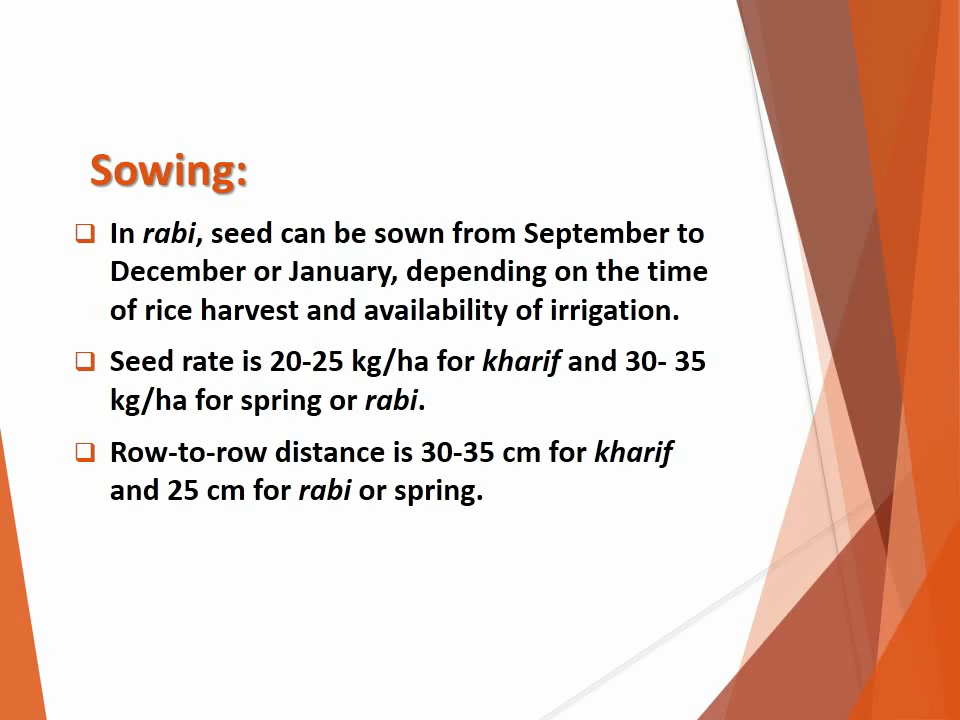 Sowing:
In rabi, seed can be sown from September to
December or January, depending on the time
of rice harvest and availability of irrigation.
Seed rate is 20-25 kg/ha for kharif and 30- 35
kg/ha for spring or rabi.
Row-to-row distance is 30-35 cm for kharif
and 25 cm for rabi or spring.